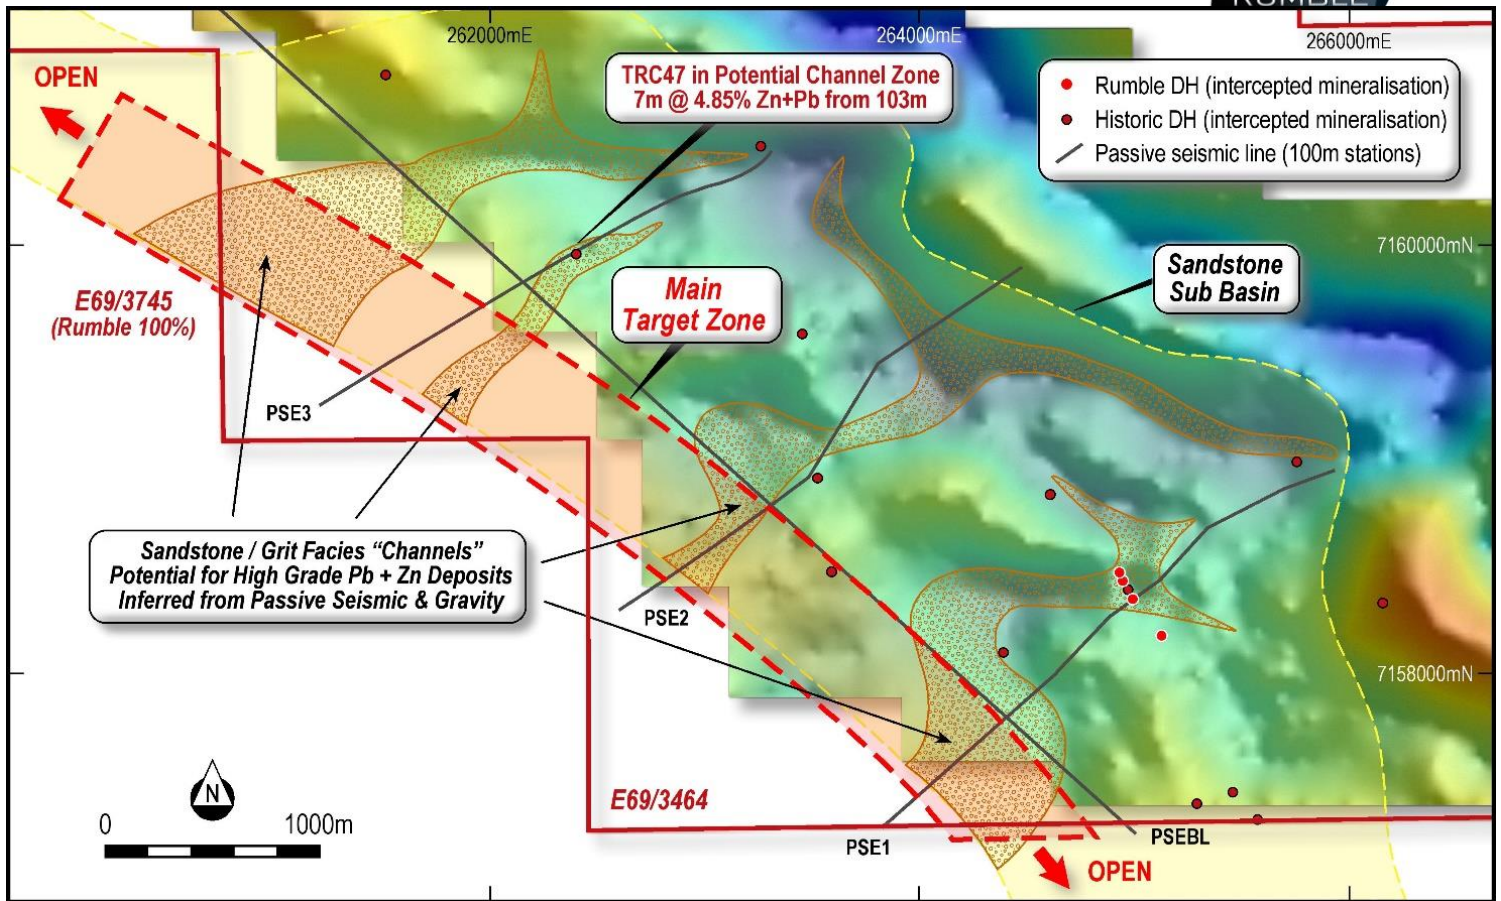 RUMBLE
262000mE
264000mE
266000mE
OPEN
TRC47 in Potential Channel Zone
7m @ 4.85% Zn+Pb from 103m
Rumble DH (intercepted mineralisation)
Historic DH (intercepted mineralisation)
Passive seismic line (100m stations)
7160000mN
Sandstone
Sub Basin
Main
Target Zone
E69/3745
(Rumble 100%)
PSE3
Sandstone / Grit Facies “Channels”
Potential for High Grade Pb + Zn Deposits
Inferred from Passive Seismic & Gravity
PSE2
7158000mN
N
E69/3464
0 1000m
PSE1
PSEBL
OPEN